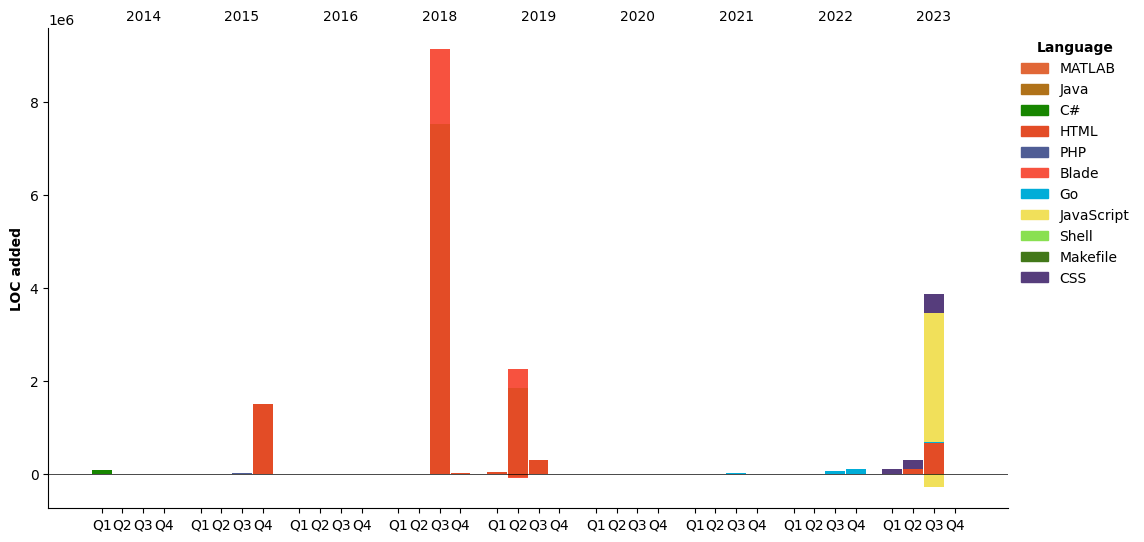 1e6
2014 2015 2016 2018 2019 2020 2021 2022 2023
LOC added
8
6
4
2
0
Q1 Q2 Q3 Q4 Q1 Q2 Q3 Q4 Q1 Q2 Q3 Q4 Q1 Q2 Q3 Q4 Q1 Q2 Q3 Q4 Q1 Q2 Q3 Q4 Q1 Q2 Q3 Q4 Q1 Q2 Q3 Q4 Q1 Q2 Q3 Q4
Language
MATLAB
Java
C#
HTML
PHP
Blade
Go
JavaScript
Shell
Makefile
CSS